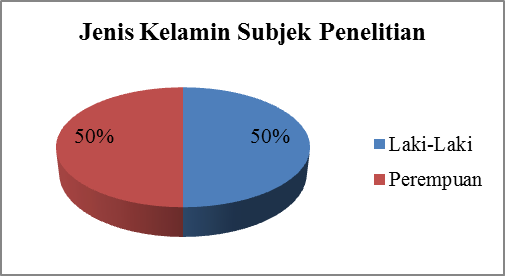 Jenis Kelamin Subjek Penelitian
50%
50%
Laki-Laki
Perempuan